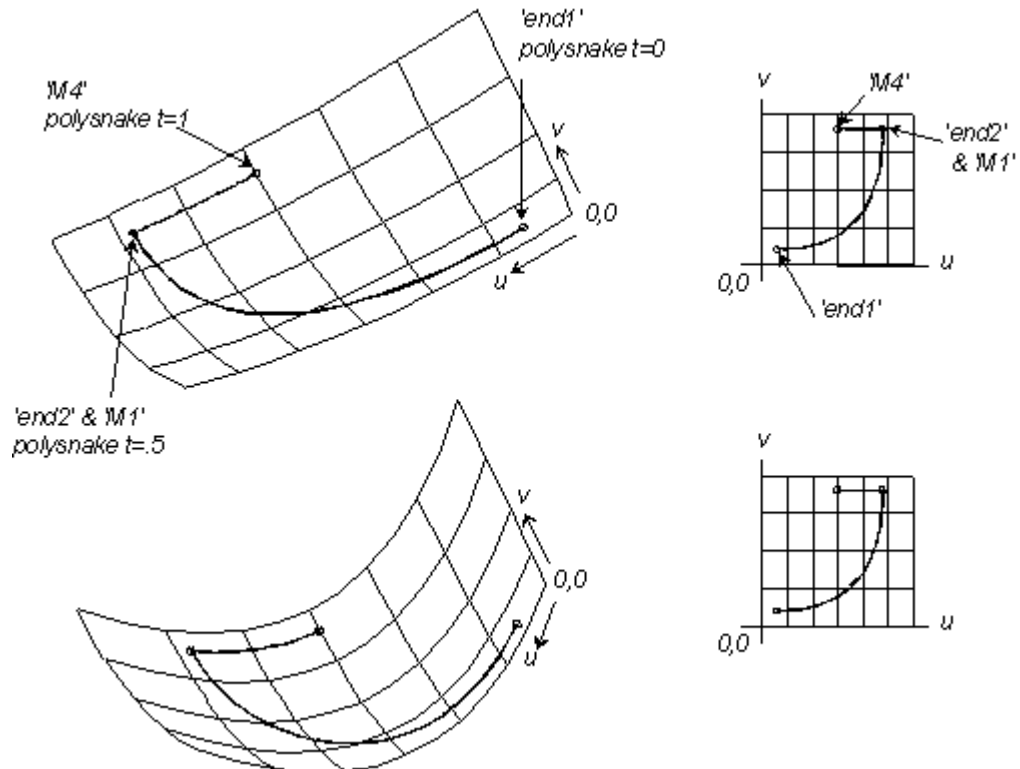 'end1'
polysnake t=0
'M4'
polysnake t=1
v
0,0
u
'end2' & 'M1'
polysnake t=.5
v
'M4'
'end2'
& 'M1'
u
0,0
'end1'
v
0,0
u
v
u
0,0